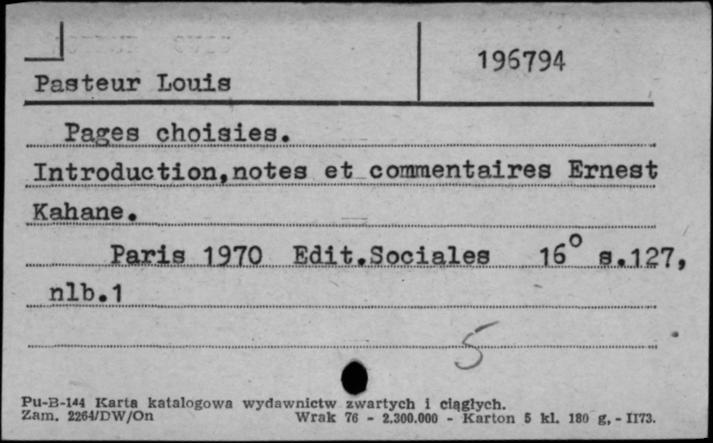 196794
Pasteur Louis
Pages choisies.
Introduction,notes et commentaires Ernest
Kahane.
Paris 1970 Edit.Sociales 16° s.127,
nlb.1
5
Pu-B-144 Karta katalogowa wydawnictw zwartych i ciągłych.
Zam. 2264/DW/On Wrak 76 - 2.300.000 - Karton 5 kl. 180 g, - II73.